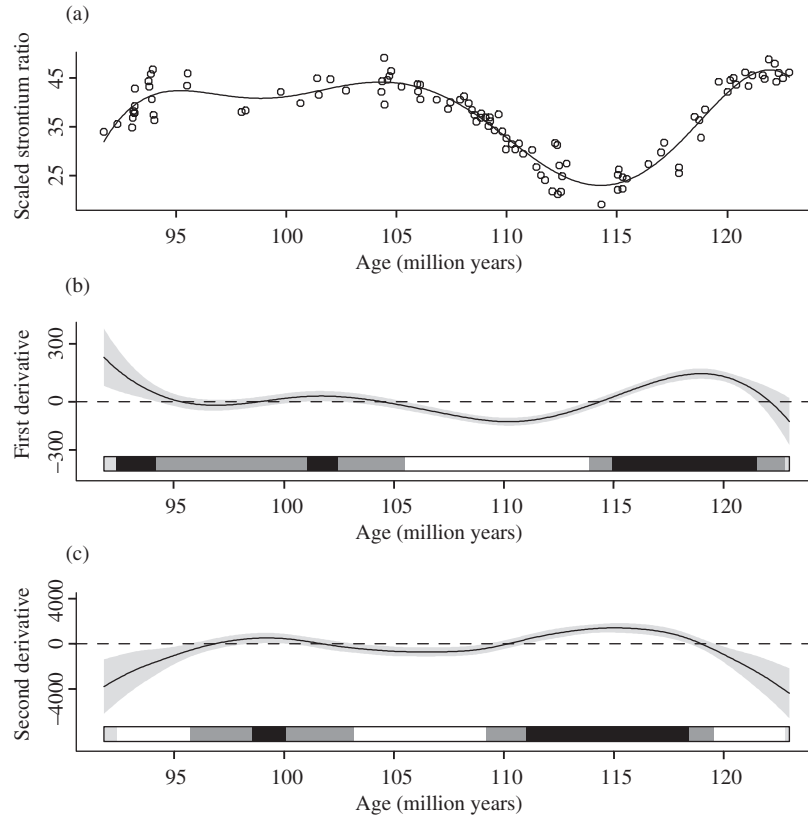 (a)
Scaled strontium ratio
45
35
25
95 100 105 110 115 120
Age (million years)
(b)
First derivative
300
0
−300
95 100 105 110 115 120
Age (million years)
(c)
Second derivative
4000
0
−4000
95 100 105 110 115 120
Age (million years)